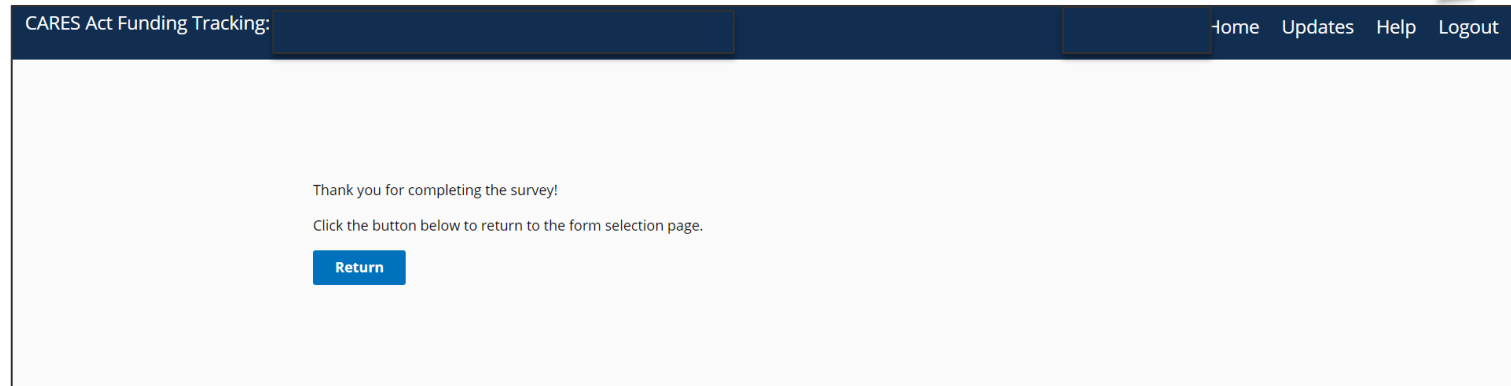 CARES Act Funding Tracking:
Home Updates Help Logout
Thank you for completing the survey!
Click the button below to return to the form selection page.
Return